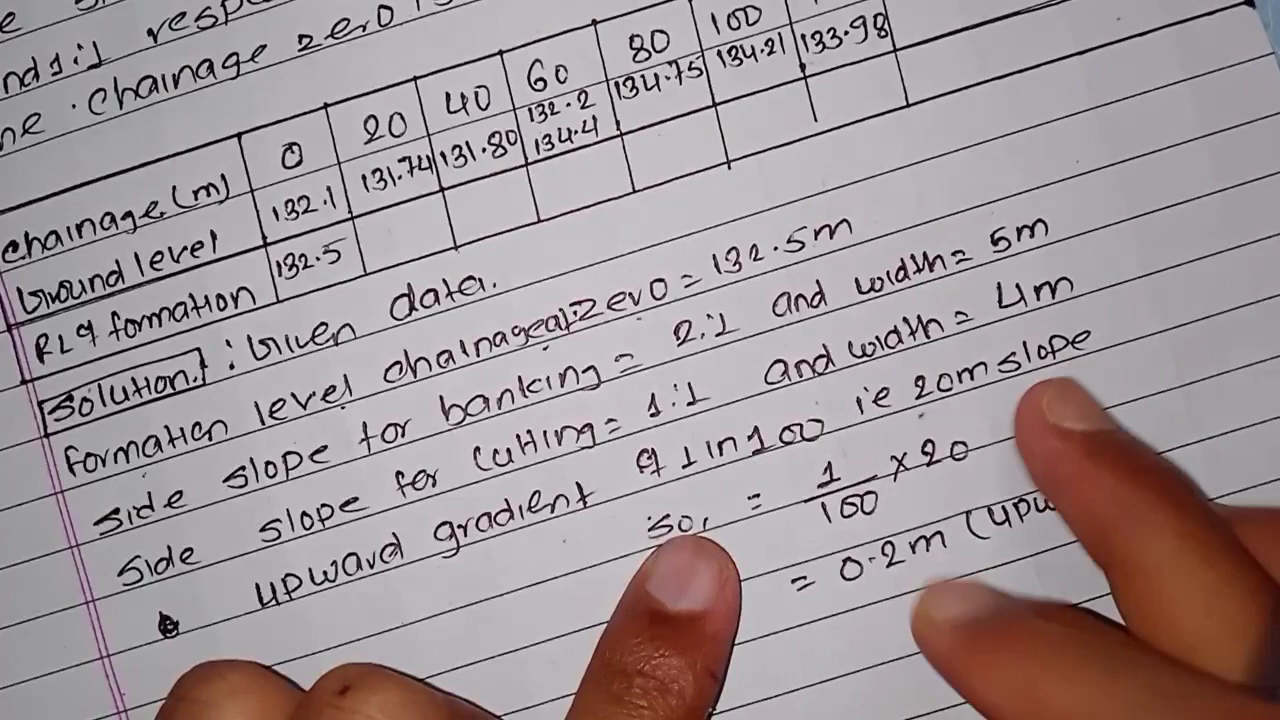 resp
chainage zero is
chainage (m) 0 20 40 60 80 100
Ground level 132.1 131.74 131.80 132.2 134.4 134.75 134.21 133.98
RL of formation 132.5
Solution: Given data.
formation level chainage at zero = 132.5m
side slope for banking = 2:1 and width = 5m
side slope for cutting = 1:1 and width = 4m
upward gradient of 1 in 100 ie 20m slope
so, = 1/100 × 20
= 0.2m (upw